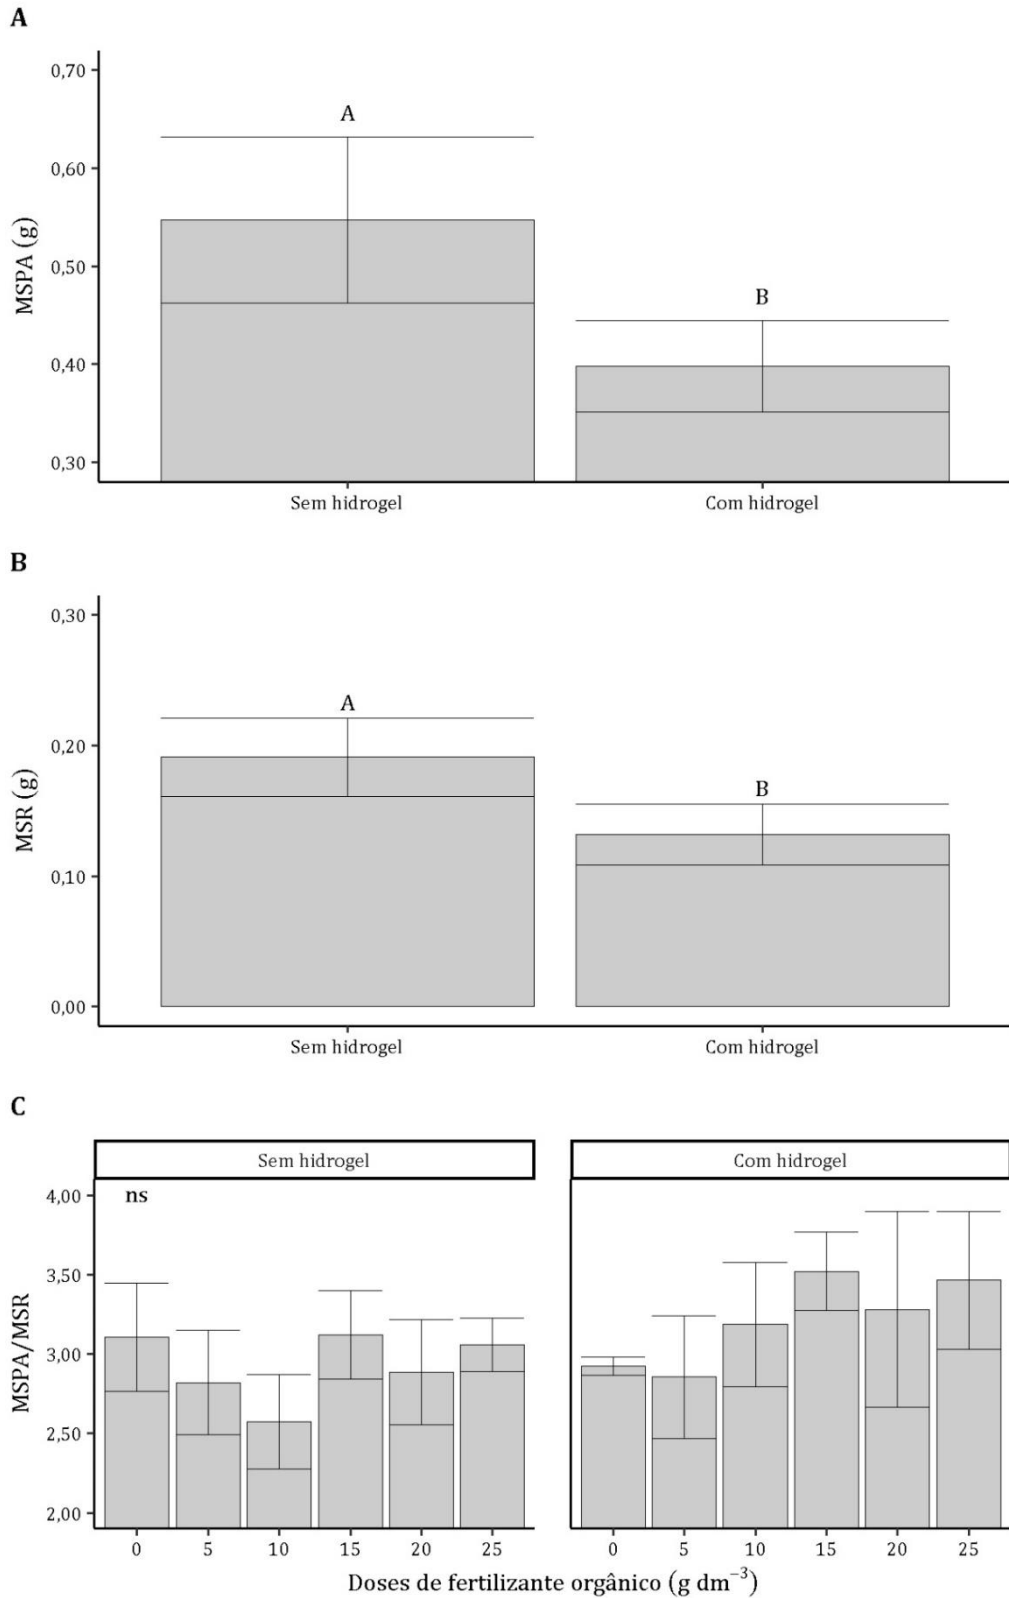 A
0,70
0,60
0,50
0,40
0,30
MSPA (g)
A
B
Sem hidrogel Com hidrogel
B
0,30
0,20
0,10
0,00
MSR (g)
A
B
Sem hidrogel Com hidrogel
C
Sem hidrogel Com hidrogel
4,00
3,50
3,00
2,50
2,00
MSPA/MSR
ns
0 5 10 15 20 25 0 5 10 15 20 25
Doses de fertilizante orgânico (g dm⁻³)